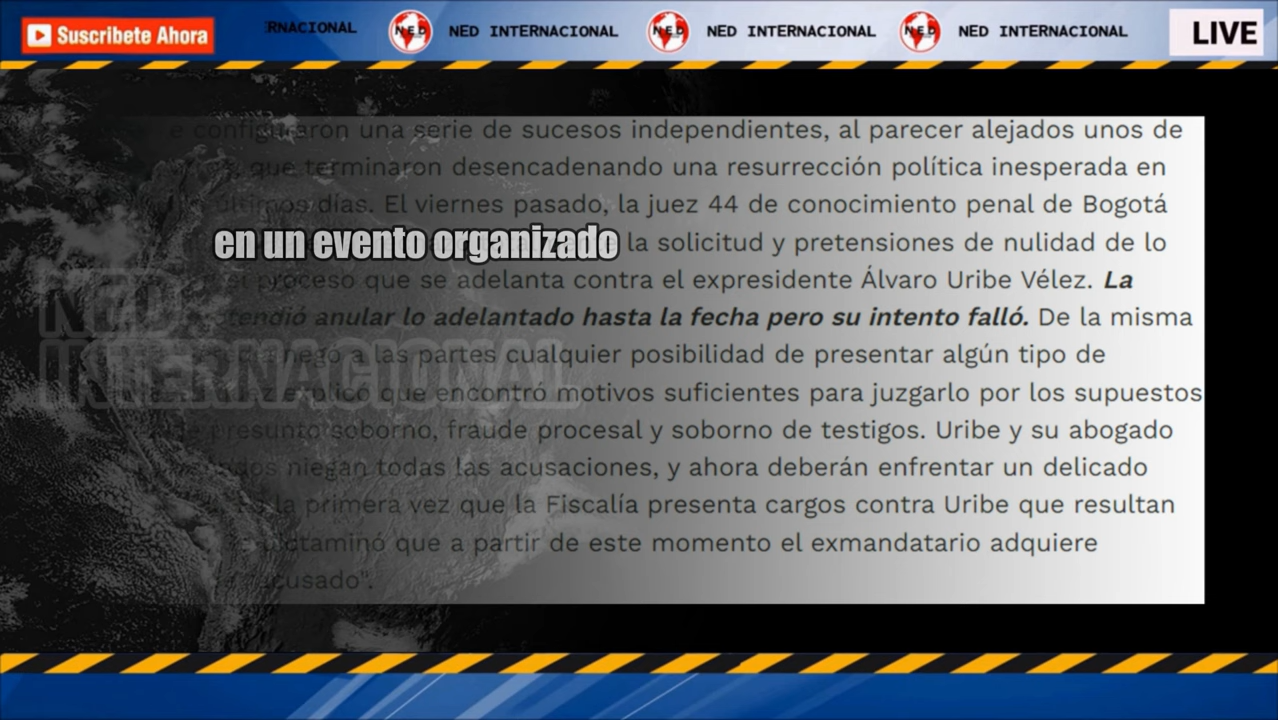 Suscribete Ahora
RNACIONAL
NED
NED INTERNACIONAL
NED
NED INTERNACIONAL
NED
NED INTERNACIONAL
LIVE
e configuraron una serie de sucesos independientes, al parecer alejados unos de
que terminaron desencadenando una resurrección política inesperada en
últimos días. El viernes pasado, la juez 44 de conocimiento penal de Bogotá
en un evento organizado
la solicitud y pretensiones de nulidad de lo
proceso que se adelanta contra el expresidente Álvaro Uribe Vélez. La
anular lo adelantado hasta la fecha pero su intento falló. De la misma
negó a las partes cualquier posibilidad de presentar algún tipo de
explicó que encontró motivos suficientes para juzgarlo por los supuestos
de presunto soborno, fraude procesal y soborno de testigos. Uribe y su abogado
niegan todas las acusaciones, y ahora deberán enfrentar un delicado
la primera vez que la Fiscalía presenta cargos contra Uribe que resultan
dictaminó que a partir de este momento el exmandatario adquiere
acusado".
NED
INTERNACIONAL